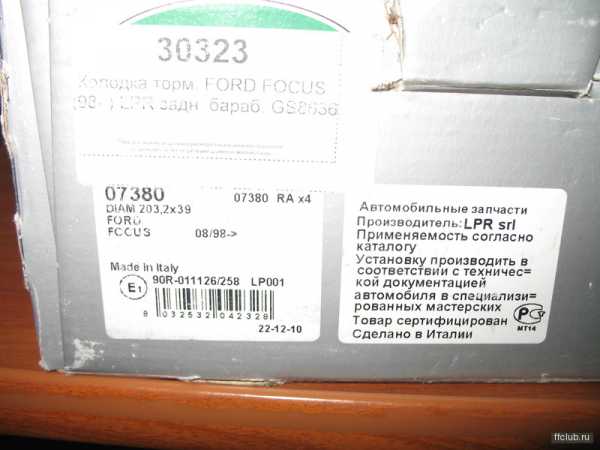 30323
Колодка торм. FORD FOCUS
(98- ) LPR задн. бараб. GS8636
07380
07380 RA x4
DIAM 203,2x39
FORD
FOCUS 08/98->
Made in Italy
E1
90R-011126/258 LP001
8 032532 042329
22-12-10
Автомобильные запчасти
Производитель: LPR srl
Применяемость согласно
каталогу
Установку производить в
соответствии с техничес=
кой документацией
автомобиля в специализи=
рованных мастерских
Товар сертифицирован
Сделано в Италии
МТ14
ffclub.ru